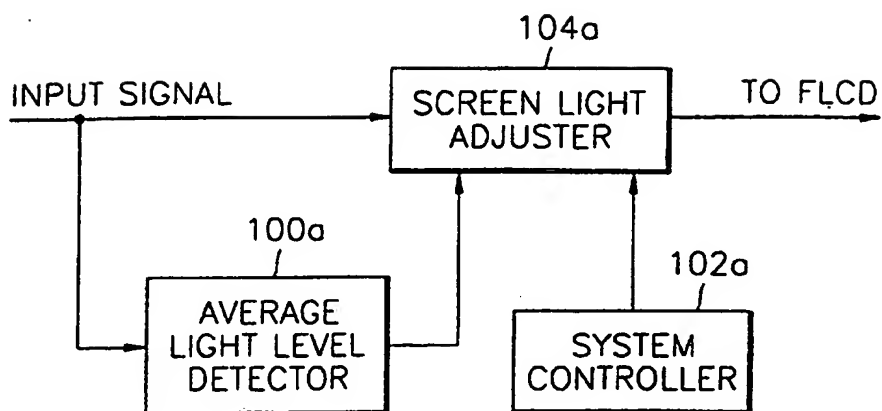 104a
INPUT SIGNAL
SCREEN LIGHT
ADJUSTER
TO FLCD
100a
AVERAGE
LIGHT LEVEL
DETECTOR
102a
SYSTEM
CONTROLLER